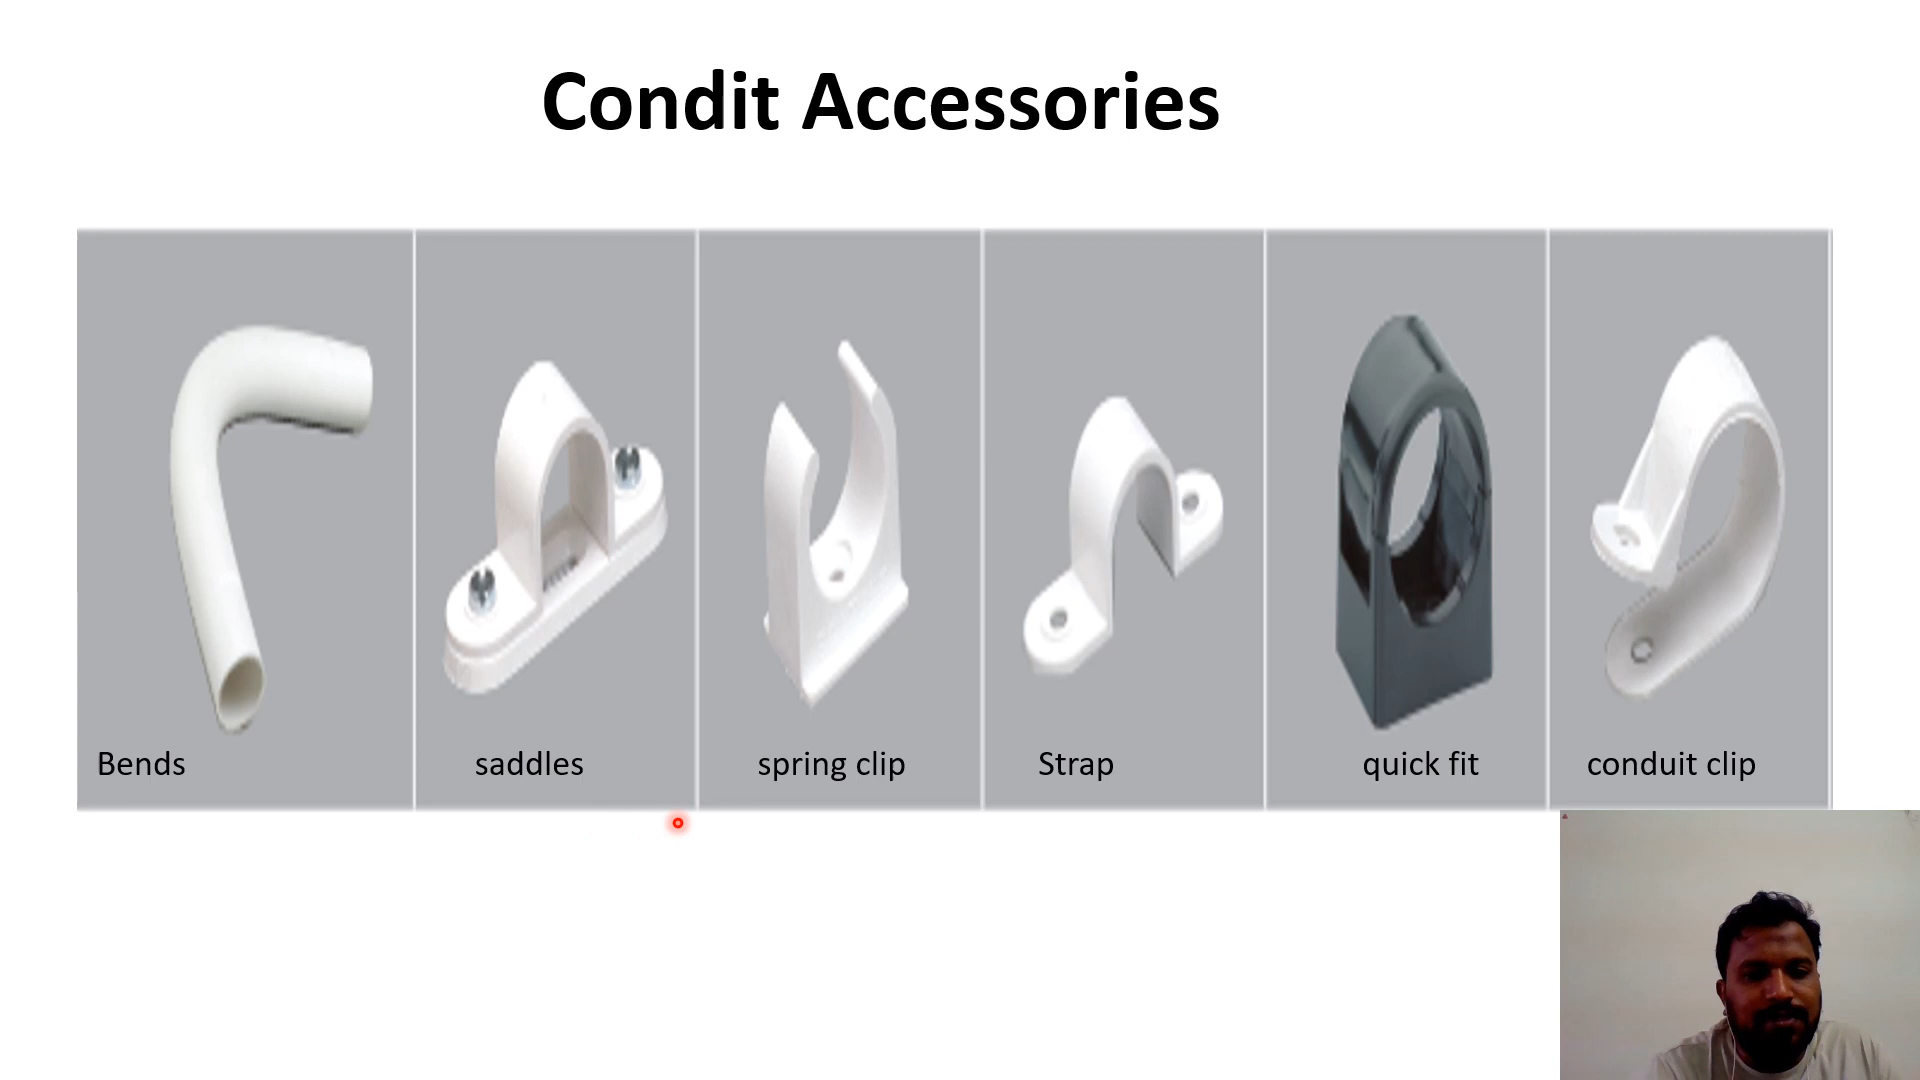 Condit Accessories
Bends
saddles
spring clip
Strap
quick fit
conduit clip